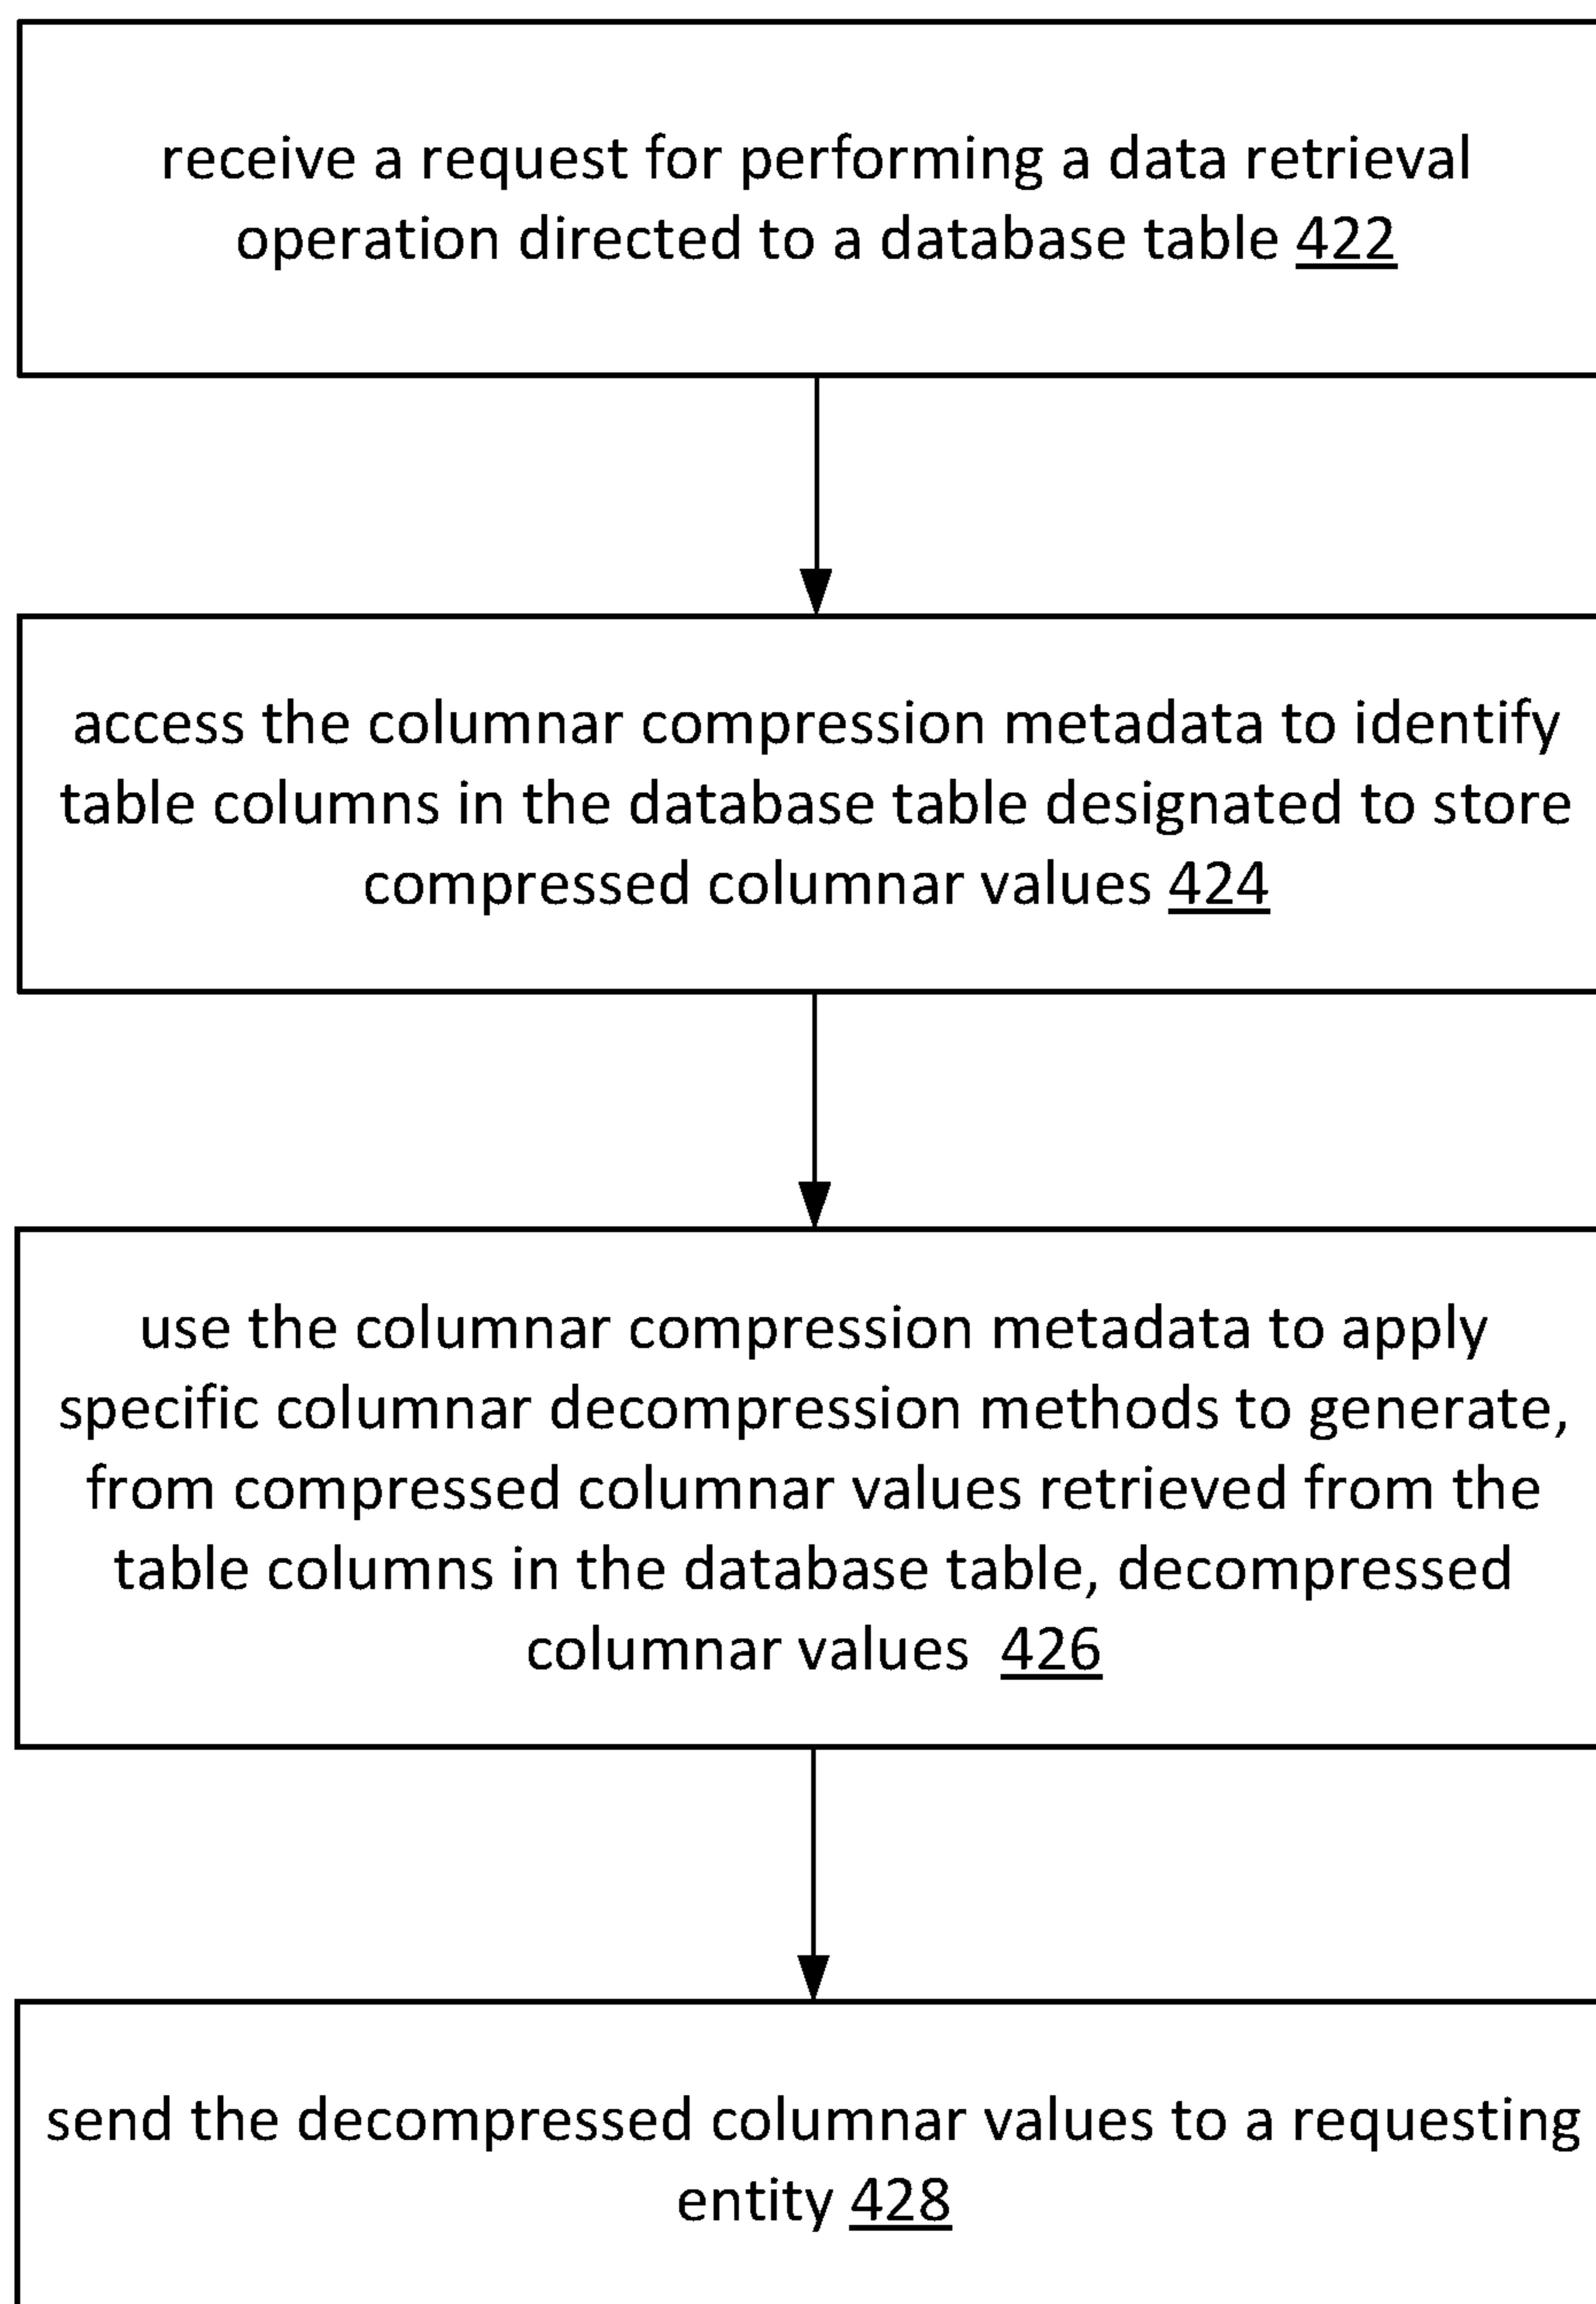 receive a request for performing a data retrieval
operation directed to a database table 422
access the columnar compression metadata to identify
table columns in the database table designated to store
compressed columnar values 424
use the columnar compression metadata to apply
specific columnar decompression methods to generate,
from compressed columnar values retrieved from the
table columns in the database table, decompressed
columnar values 426
send the decompressed columnar values to a requesting
entity 428